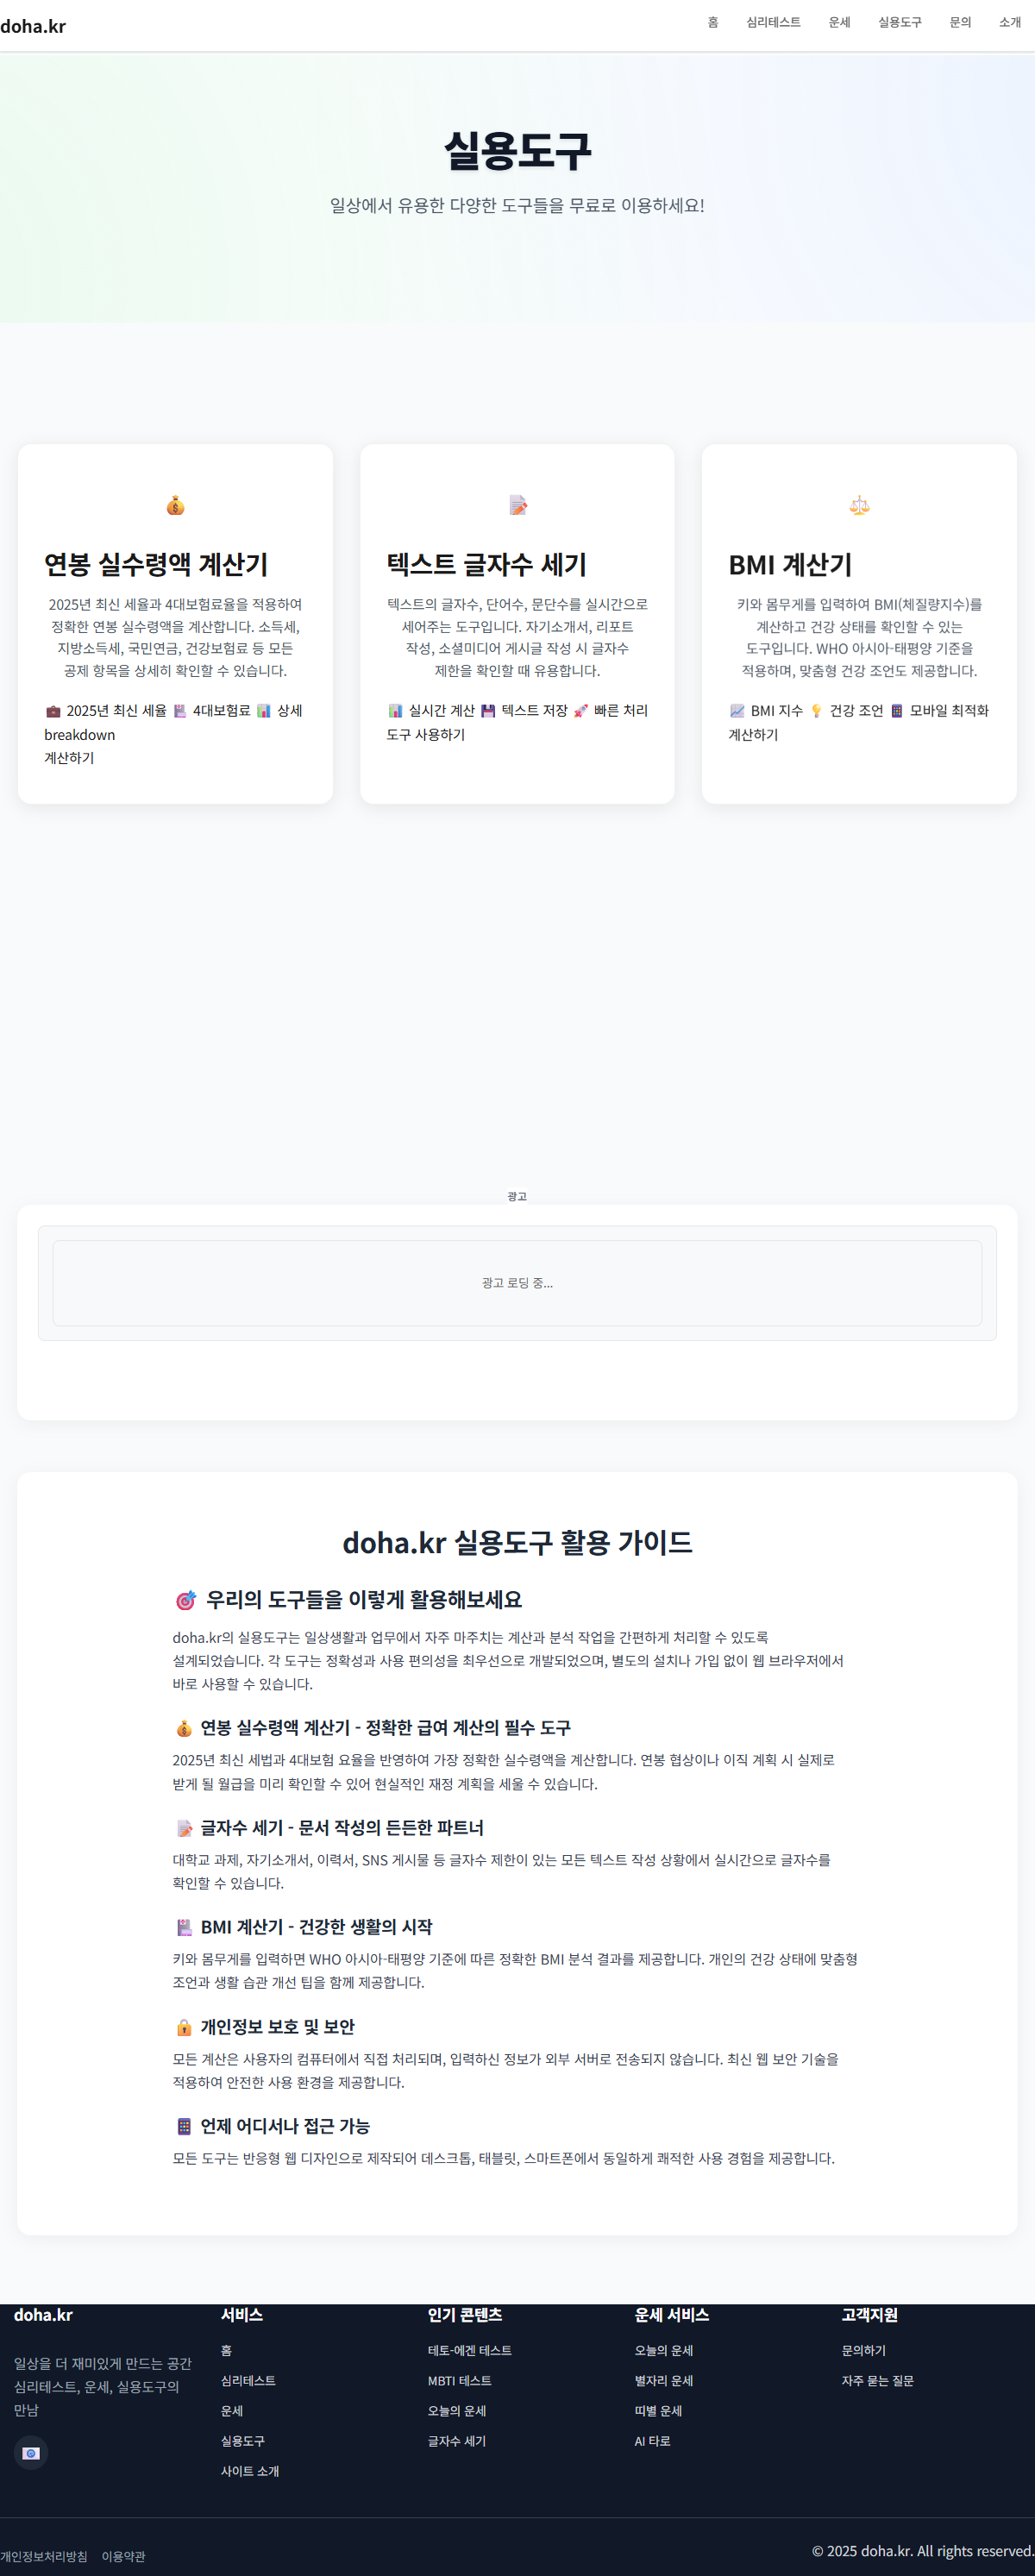 doha.kr
홈 심리테스트 운세 실용도구 문의 소개
실용도구
일상에서 유용한 다양한 도구들을 무료로 이용하세요!
연봉 실수령액 계산기
2025년 최신 세율과 4대보험료율을 적용하여
정확한 연봉 실수령액을 계산합니다. 소득세,
지방소득세, 국민연금, 건강보험료 등 모든
공제 항목을 상세히 확인할 수 있습니다.
💼 2025년 최신 세율 🏥 4대보험료 📊 상세
breakdown
계산하기
텍스트 글자수 세기
텍스트의 글자수, 단어수, 문단수를 실시간으로
세어주는 도구입니다. 자기소개서, 리포트
작성, 소셜미디어 게시글 작성 시 글자수
제한을 확인할 때 유용합니다.
📊 실시간 계산 💾 텍스트 저장 🚀 빠른 처리
도구 사용하기
BMI 계산기
키와 몸무게를 입력하여 BMI(체질량지수)를
계산하고 건강 상태를 확인할 수 있는
도구입니다. WHO 아시아-태평양 기준을
적용하며, 맞춤형 건강 조언도 제공합니다.
📈 BMI 지수 💡 건강 조언 📱 모바일 최적화
계산하기
광고
광고 로딩 중...
doha.kr 실용도구 활용 가이드
🎯 우리의 도구들을 이렇게 활용해보세요
doha.kr의 실용도구는 일상생활과 업무에서 자주 마주치는 계산과 분석 작업을 간편하게 처리할 수 있도록
설계되었습니다. 각 도구는 정확성과 사용 편의성을 최우선으로 개발되었으며, 별도의 설치나 가입 없이 웹 브라우저에서
바로 사용할 수 있습니다.
💰 연봉 실수령액 계산기 - 정확한 급여 계산의 필수 도구
2025년 최신 세법과 4대보험 요율을 반영하여 가장 정확한 실수령액을 계산합니다. 연봉 협상이나 이직 계획 시 실제로
받게 될 월급을 미리 확인할 수 있어 현실적인 재정 계획을 세울 수 있습니다.
📝 글자수 세기 - 문서 작성의 든든한 파트너
대학교 과제, 자기소개서, 이력서, SNS 게시물 등 글자수 제한이 있는 모든 텍스트 작성 상황에서 실시간으로 글자수를
확인할 수 있습니다.
🏥 BMI 계산기 - 건강한 생활의 시작
키와 몸무게를 입력하면 WHO 아시아-태평양 기준에 따른 정확한 BMI 분석 결과를 제공합니다. 개인의 건강 상태에 맞춤형
조언과 생활 습관 개선 팁을 함께 제공합니다.
🔒 개인정보 보호 및 보안
모든 계산은 사용자의 컴퓨터에서 직접 처리되며, 입력하신 정보가 외부 서버로 전송되지 않습니다. 최신 웹 보안 기술을
적용하여 안전한 사용 환경을 제공합니다.
📱 언제 어디서나 접근 가능
모든 도구는 반응형 웹 디자인으로 제작되어 데스크톱, 태블릿, 스마트폰에서 동일하게 쾌적한 사용 경험을 제공합니다.
doha.kr
일상을 더 재미있게 만드는 공간
심리테스트, 운세, 실용도구의
만남
서비스
홈
심리테스트
운세
실용도구
사이트 소개
인기 콘텐츠
테토-에겐 테스트
MBTI 테스트
오늘의 운세
글자수 세기
운세 서비스
오늘의 운세
별자리 운세
띠별 운세
AI 타로
고객지원
문의하기
자주 묻는 질문
개인정보처리방침 이용약관
© 2025 doha.kr. All rights reserved.